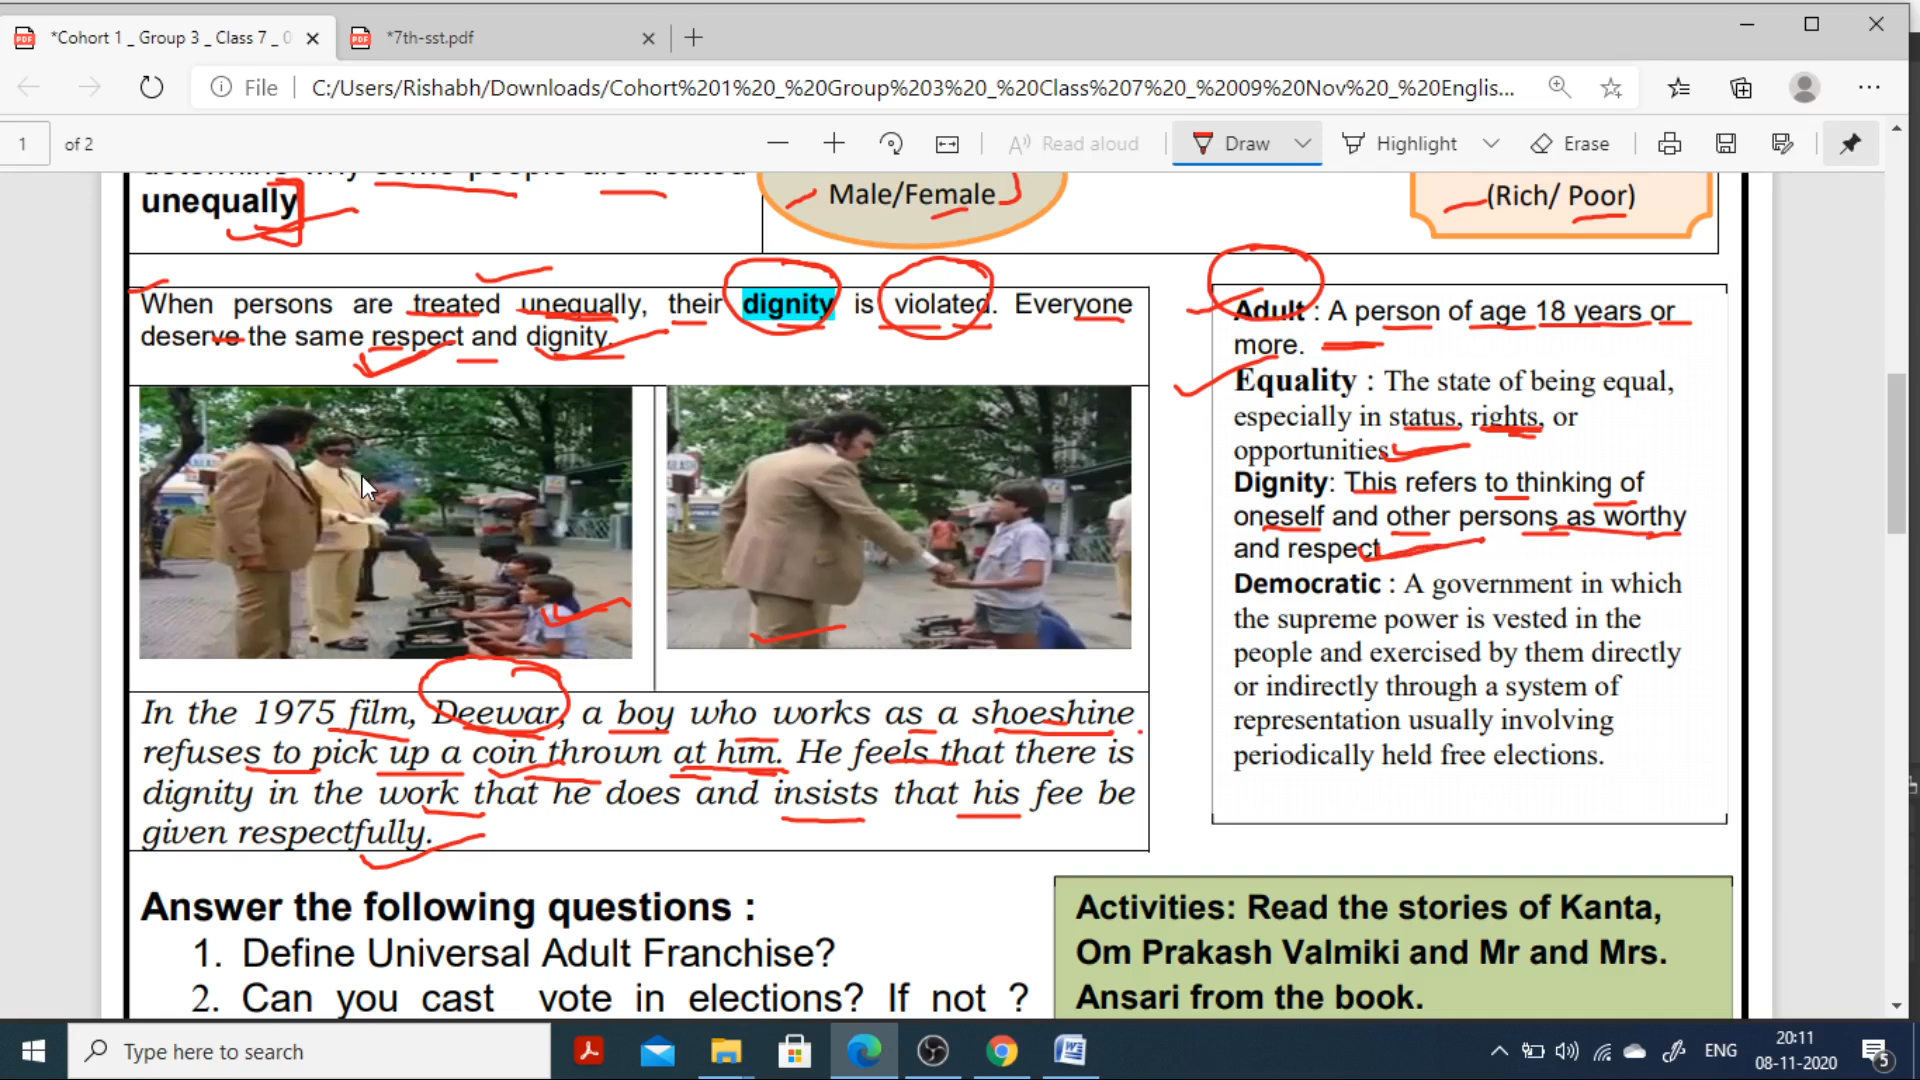 *Cohort 1 _ Group 3 _ Class 7 _ 0
*7th-sst.pdf
File
C:/Users/Rishabh/Downloads/Cohort%201%20_%20Group%203%20_%20Class%207%20_%2009%20Nov%20_%20Englis...
1 of 2
Read aloud
Draw
Highlight
Erase
determine why some people are treated
unequally
Male/Female
(Rich/ Poor)
When persons are treated unequally, their dignity is violated. Everyone
deserve the same respect and dignity.
Adult : A person of age 18 years or
more.
Equality : The state of being equal,
especially in status, rights, or
opportunities
Dignity: This refers to thinking of
oneself and other persons as worthy
and respect
Democratic : A government in which
the supreme power is vested in the
people and exercised by them directly
or indirectly through a system of
representation usually involving
periodically held free elections.
In the 1975 film, Deewar, a boy who works as a shoeshine
refuses to pick up a coin thrown at him. He feels that there is
dignity in the work that he does and insists that his fee be
given respectfully.
Answer the following questions :
1. Define Universal Adult Franchise?
2. Can you cast vote in elections? If not ?
Activities: Read the stories of Kanta,
Om Prakash Valmiki and Mr and Mrs.
Ansari from the book.
Type here to search
ENG
20:11
08-11-2020
5